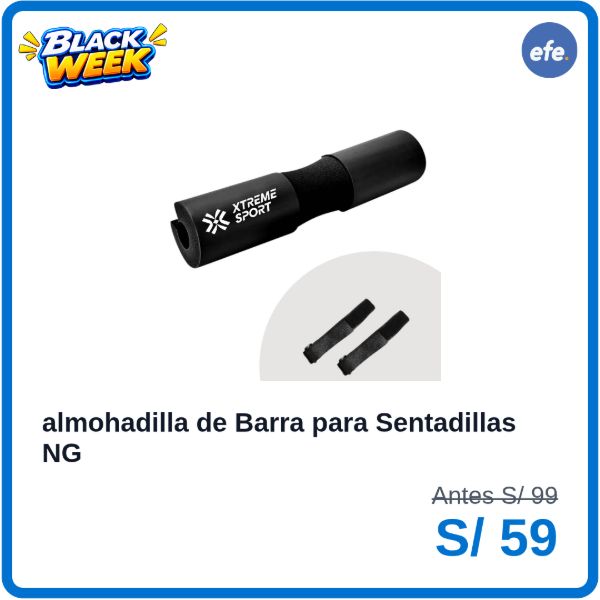 BLACK
WEEK
efe.
XTREME
SPORT
almohadilla de Barra para Sentadillas
NG
Antes S/ 99
S/ 59